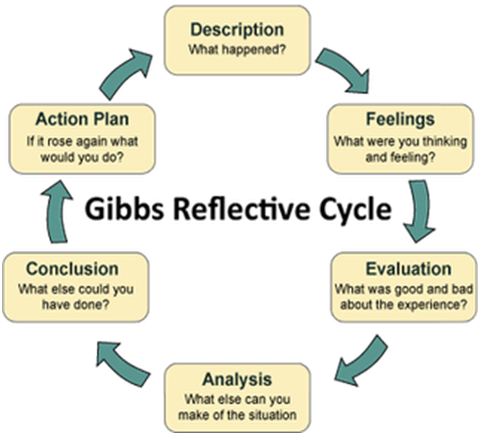 Description
What happened?
Feelings
What were you thinking
and feeling?
Evaluation
What was good and bad
about the experience?
Analysis
What else can you
make of the situation
Conclusion
What else could you
have done?
Action Plan
If it rose again what
would you do?
Gibbs Reflective Cycle